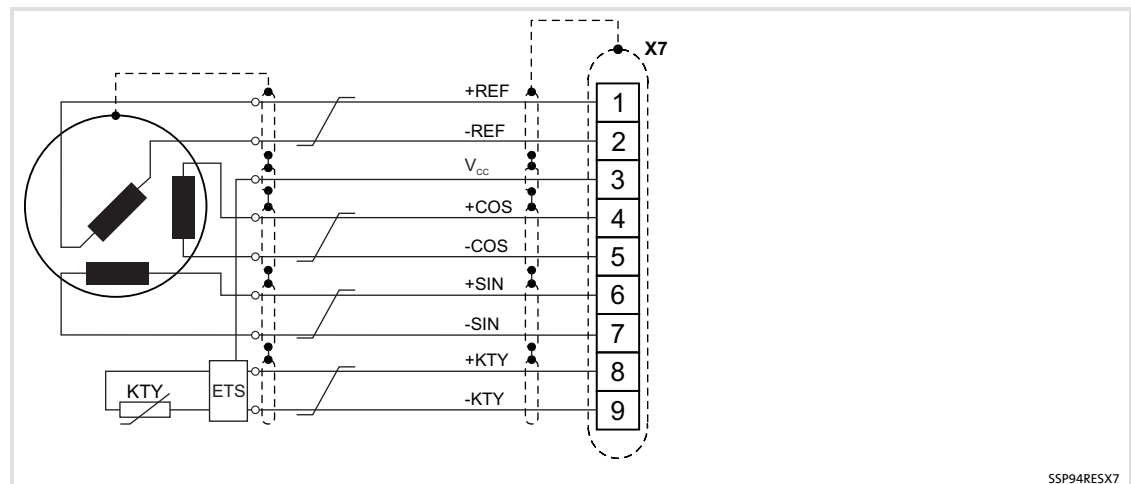 X7
+REF
1
-REF
2
Vcc
3
+COS
4
-COS
5
+SIN
6
-SIN
7
+KTY
8
KTY
ETS
-KTY
9
SSP94RESX7